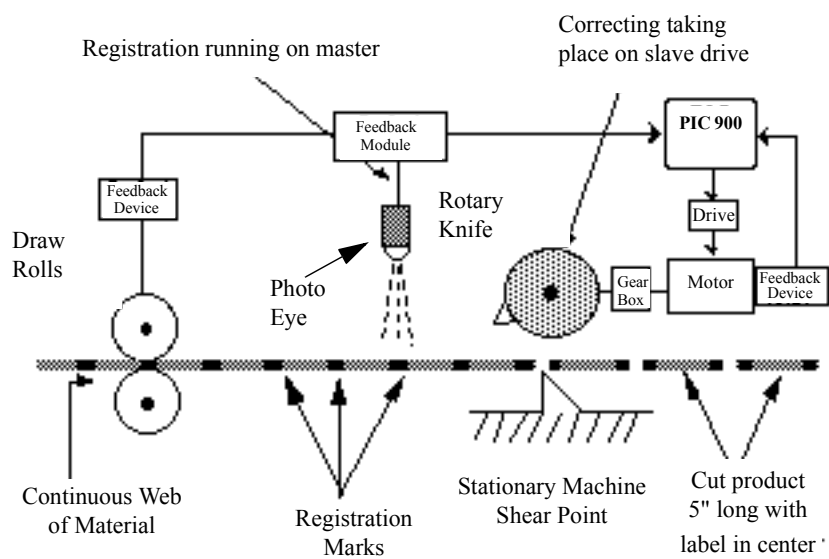 Registration running on master
Correcting taking
place on slave drive
Feedback
Module
PIC 900
Feedback
Device
Rotary
Knife
Drive
Draw
Rolls
Photo
Eye
Gear
Box
Motor
Feedback
Device
Continuous Web
of Material
Registration
Marks
Stationary Machine
Shear Point
Cut product
5" long with
label in center